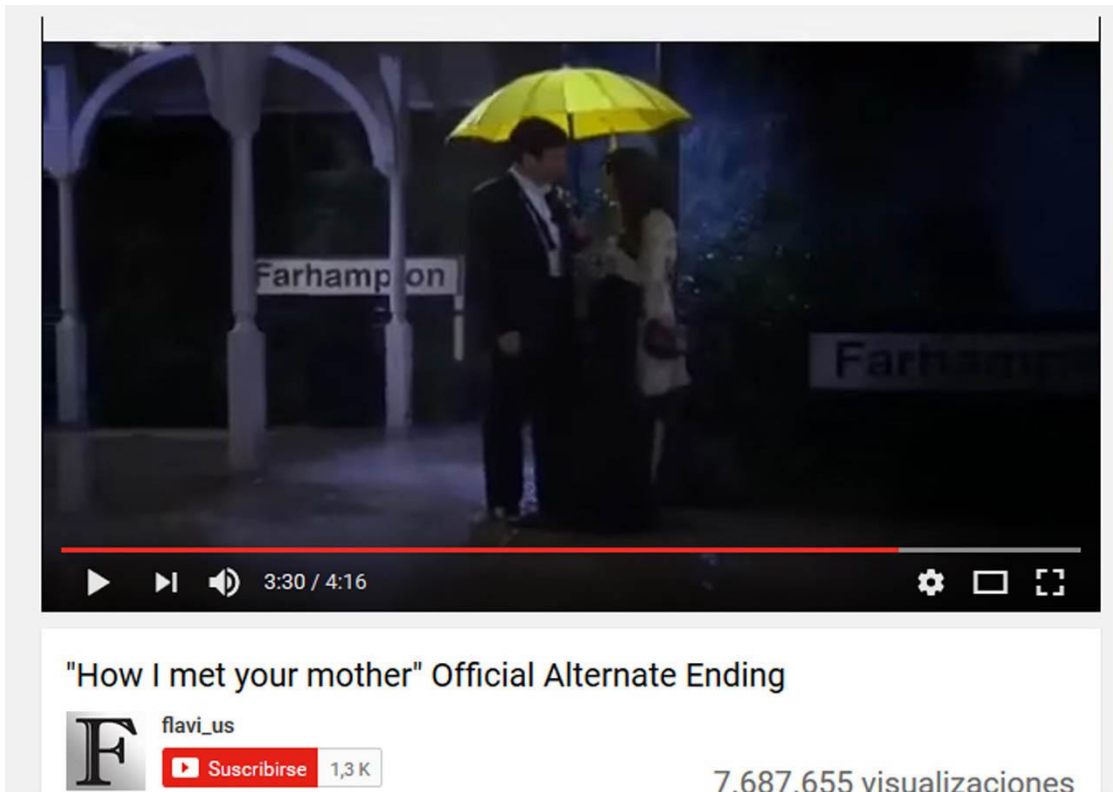 Farhampton
Farhamp
3:30 / 4:16
"How I met your mother" Official Alternate Ending
F
flavi_us
Suscribirse 1,3 K
7.687.655 visualizaciones